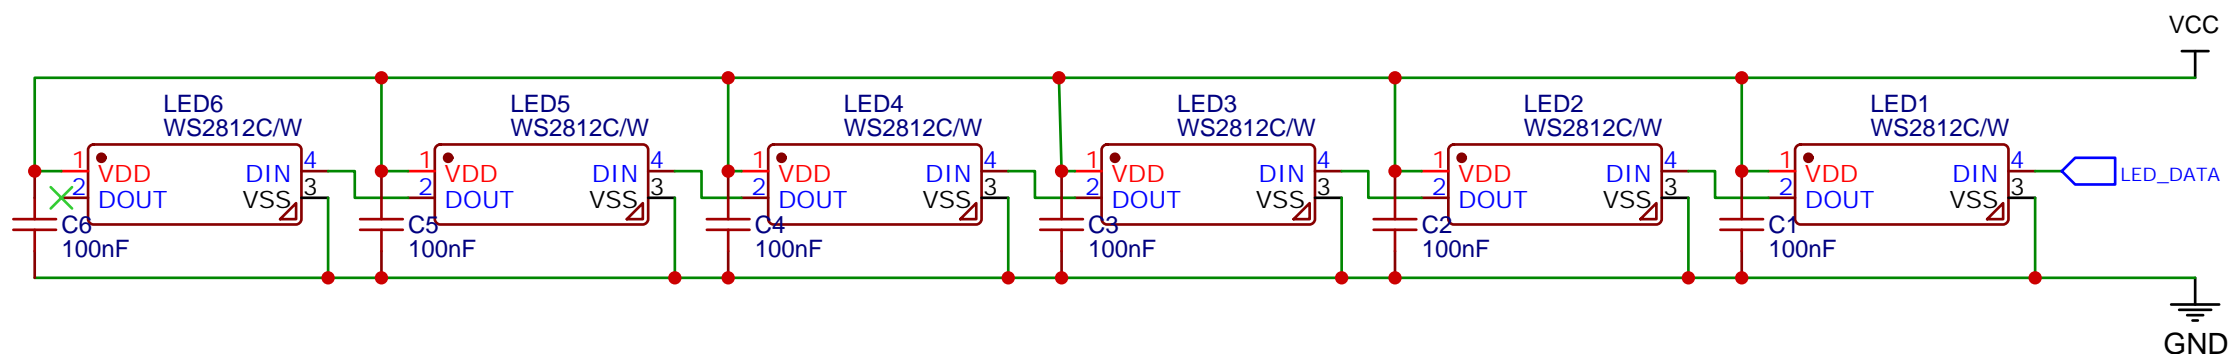 VCC
LED6
WS2812C/W
1 VDD DIN 4
2 DOUT VSS 3
C6
100nF
LED5
WS2812C/W
1 VDD DIN 4
2 DOUT VSS 3
C5
100nF
LED4
WS2812C/W
1 VDD DIN 4
2 DOUT VSS 3
C4
100nF
LED3
WS2812C/W
1 VDD DIN 4
2 DOUT VSS 3
C3
100nF
LED2
WS2812C/W
1 VDD DIN 4
2 DOUT VSS 3
C2
100nF
LED1
WS2812C/W
1 VDD DIN 4
2 DOUT VSS 3
C1
100nF
LED_DATA
GND